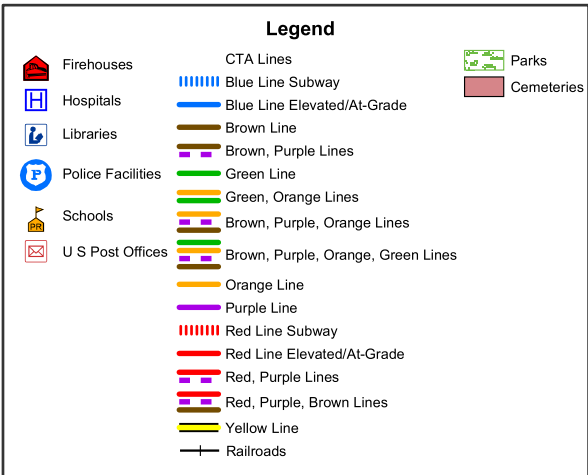 Legend
Firehouses
Hospitals
H
Libraries
Police Facilities
P
Schools
PR
U S Post Offices
CTA Lines
Blue Line Subway
Blue Line Elevated/At-Grade
Brown Line
Brown, Purple Lines
Green Line
Green, Orange Lines
Brown, Purple, Orange Lines
Brown, Purple, Orange, Green Lines
Orange Line
Purple Line
Red Line Subway
Red Line Elevated/At-Grade
Red, Purple Lines
Red, Purple, Brown Lines
Yellow Line
Railroads
Parks
Cemeteries